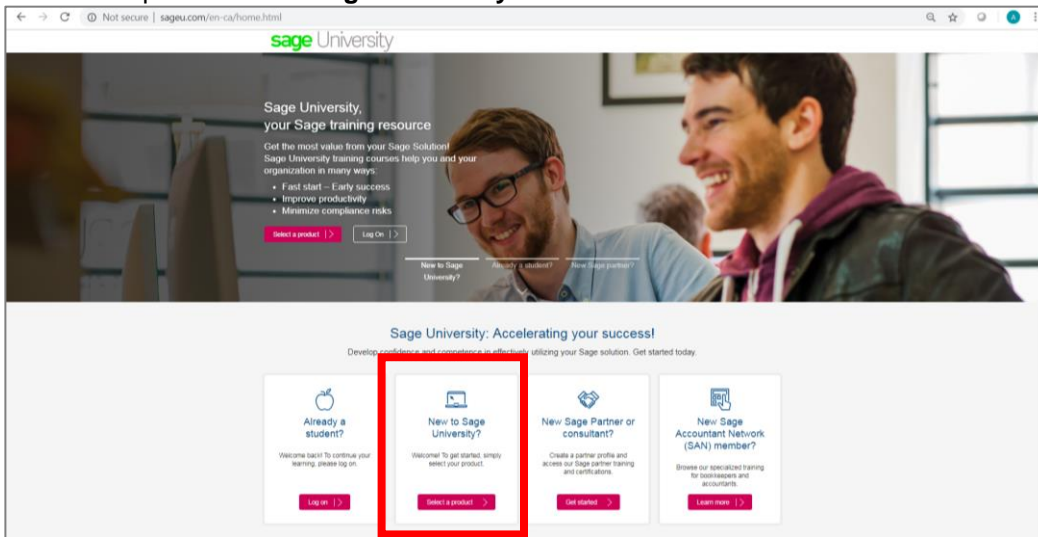 Not secure | sageu.com/en-ca/home.html
A
sage University
Sage University,
your Sage training resource
Get the most value from your Sage Solution!
Sage University training courses help you and your
organization in many ways:
• Fast start – Early success
• Improve productivity
• Minimize compliance risks
Select a product
Log On
New to Sage
University?
Already a student?
New Sage partner?
Sage University: Accelerating your success!
Develop confidence and competence in effectively utilizing your Sage solution. Get started today.
Already a
student?
Welcome back! To continue your
learning, please log on.
Log on
New to Sage
University?
Welcome! To get started, simply
select your product.
Select a product
New Sage Partner or
consultant?
Create a partner profile and
access our Sage partner training
and certifications.
Get started
New Sage
Accountant Network
(SAN) member?
Browse our specialized training
for bookkeepers and
accountants.
Learn more